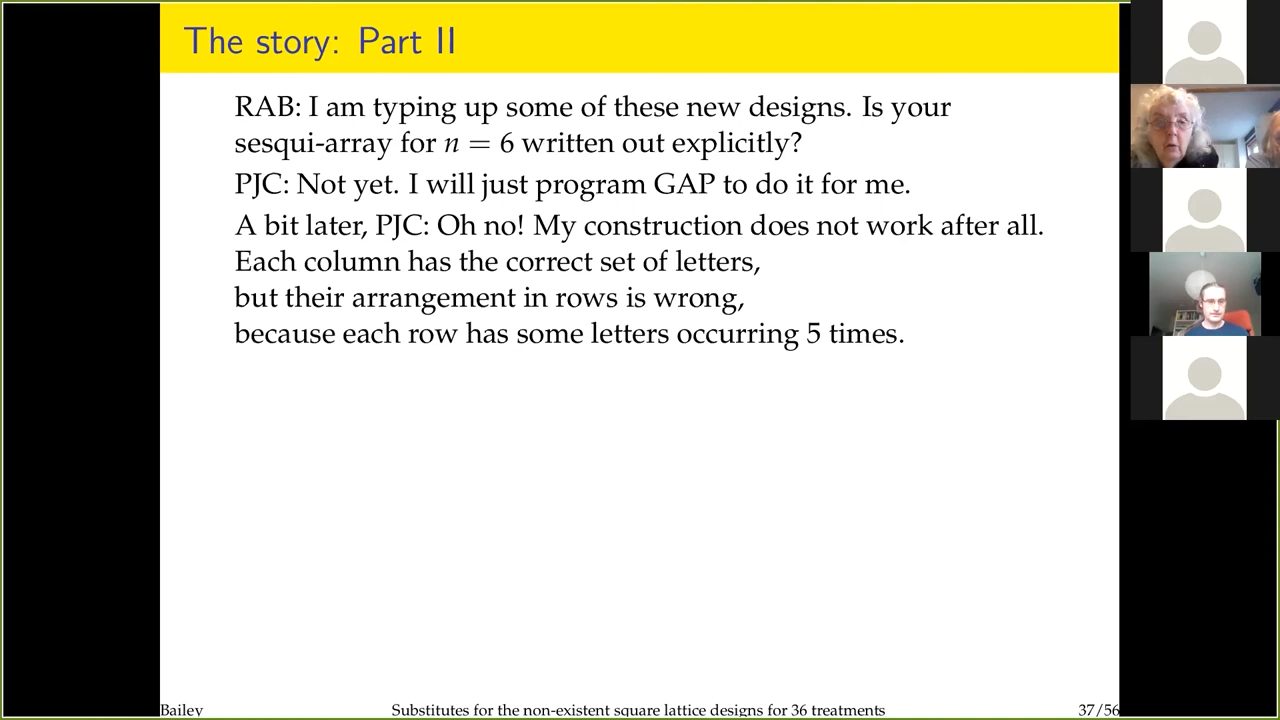 The story: Part II
RAB: I am typing up some of these new designs. Is your
sesqui-array for n = 6 written out explicitly?
PJC: Not yet. I will just program GAP to do it for me.
A bit later, PJC: Oh no! My construction does not work after all.
Each column has the correct set of letters,
but their arrangement in rows is wrong,
because each row has some letters occurring 5 times.
Bailey
Substitutes for the non-existent square lattice designs for 36 treatments
37/56